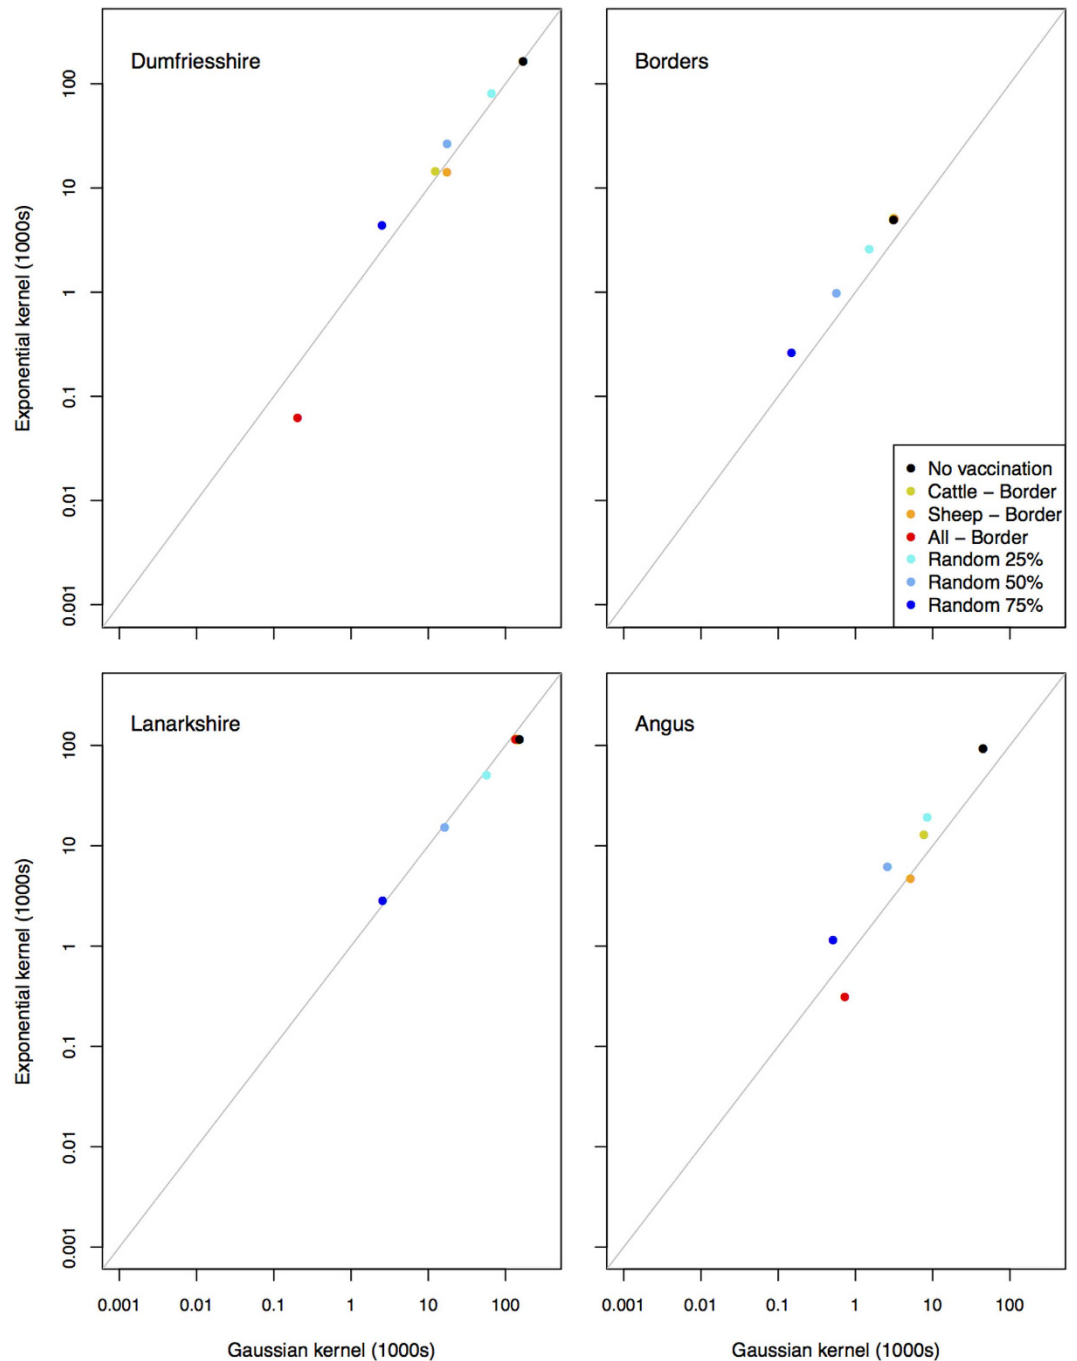 Dumfriesshire
Borders
Exponential kernel (1000s)
100
10
1
0.1
0.01
0.001
No vaccination
Cattle – Border
Sheep – Border
All – Border
Random 25%
Random 50%
Random 75%
Lanarkshire
Angus
Exponential kernel (1000s)
100
10
1
0.1
0.01
0.001
0.001 0.01 0.1 1 10 100
0.001 0.01 0.1 1 10 100
Gaussian kernel (1000s)
Gaussian kernel (1000s)